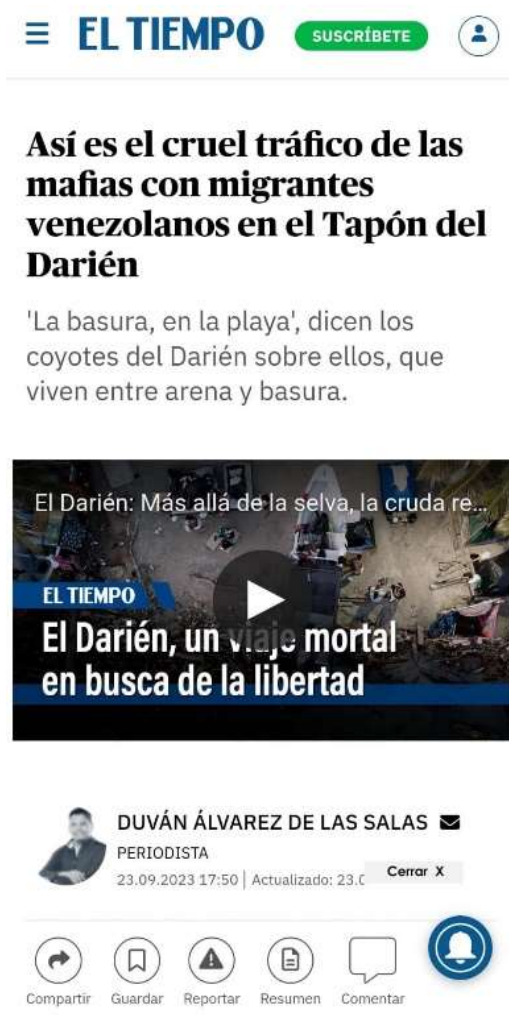 EL TIEMPO
SUSCRÍBETE
Así es el cruel tráfico de las
mafias con migrantes
venezolanos en el Tapón del
Darién
'La basura, en la playa', dicen los
coyotes del Darién sobre ellos, que
viven entre arena y basura.
El Darién: Más allá de la selva, la cruda re...
EL TIEMPO
El Darién, un viaje mortal
en busca de la libertad
DUVÁN ÁLVAREZ DE LAS SALAS
PERIODISTA
23.09.2023 17:50 | Actualizado: 23.0
Cerrar X
Compartir Guardar Reportar Resumen Comentar